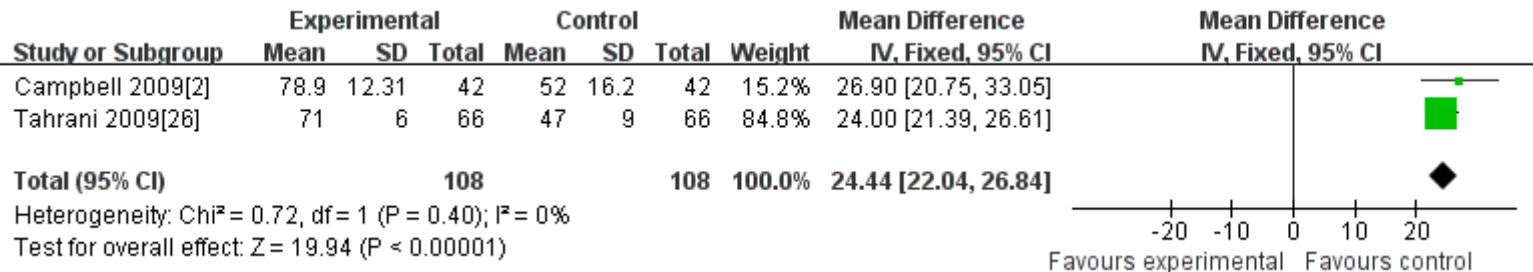 Experimental Control Mean Difference Mean Difference
Study or Subgroup Mean SD Total Mean SD Total Weight IV, Fixed, 95% CI IV, Fixed, 95% CI
Campbell 2009[2] 78.9 12.31 42 52 16.2 42 15.2% 26.90 [20.75, 33.05]
Tahrani 2009[26] 71 6 66 47 9 66 84.8% 24.00 [21.39, 26.61]
Total (95% CI) 108 108 100.0% 24.44 [22.04, 26.84]
Heterogeneity: Chi² = 0.72, df = 1 (P = 0.40); I² = 0%
Test for overall effect: Z = 19.94 (P < 0.00001)
-20 -10 0 10 20
Favours experimental Favours control